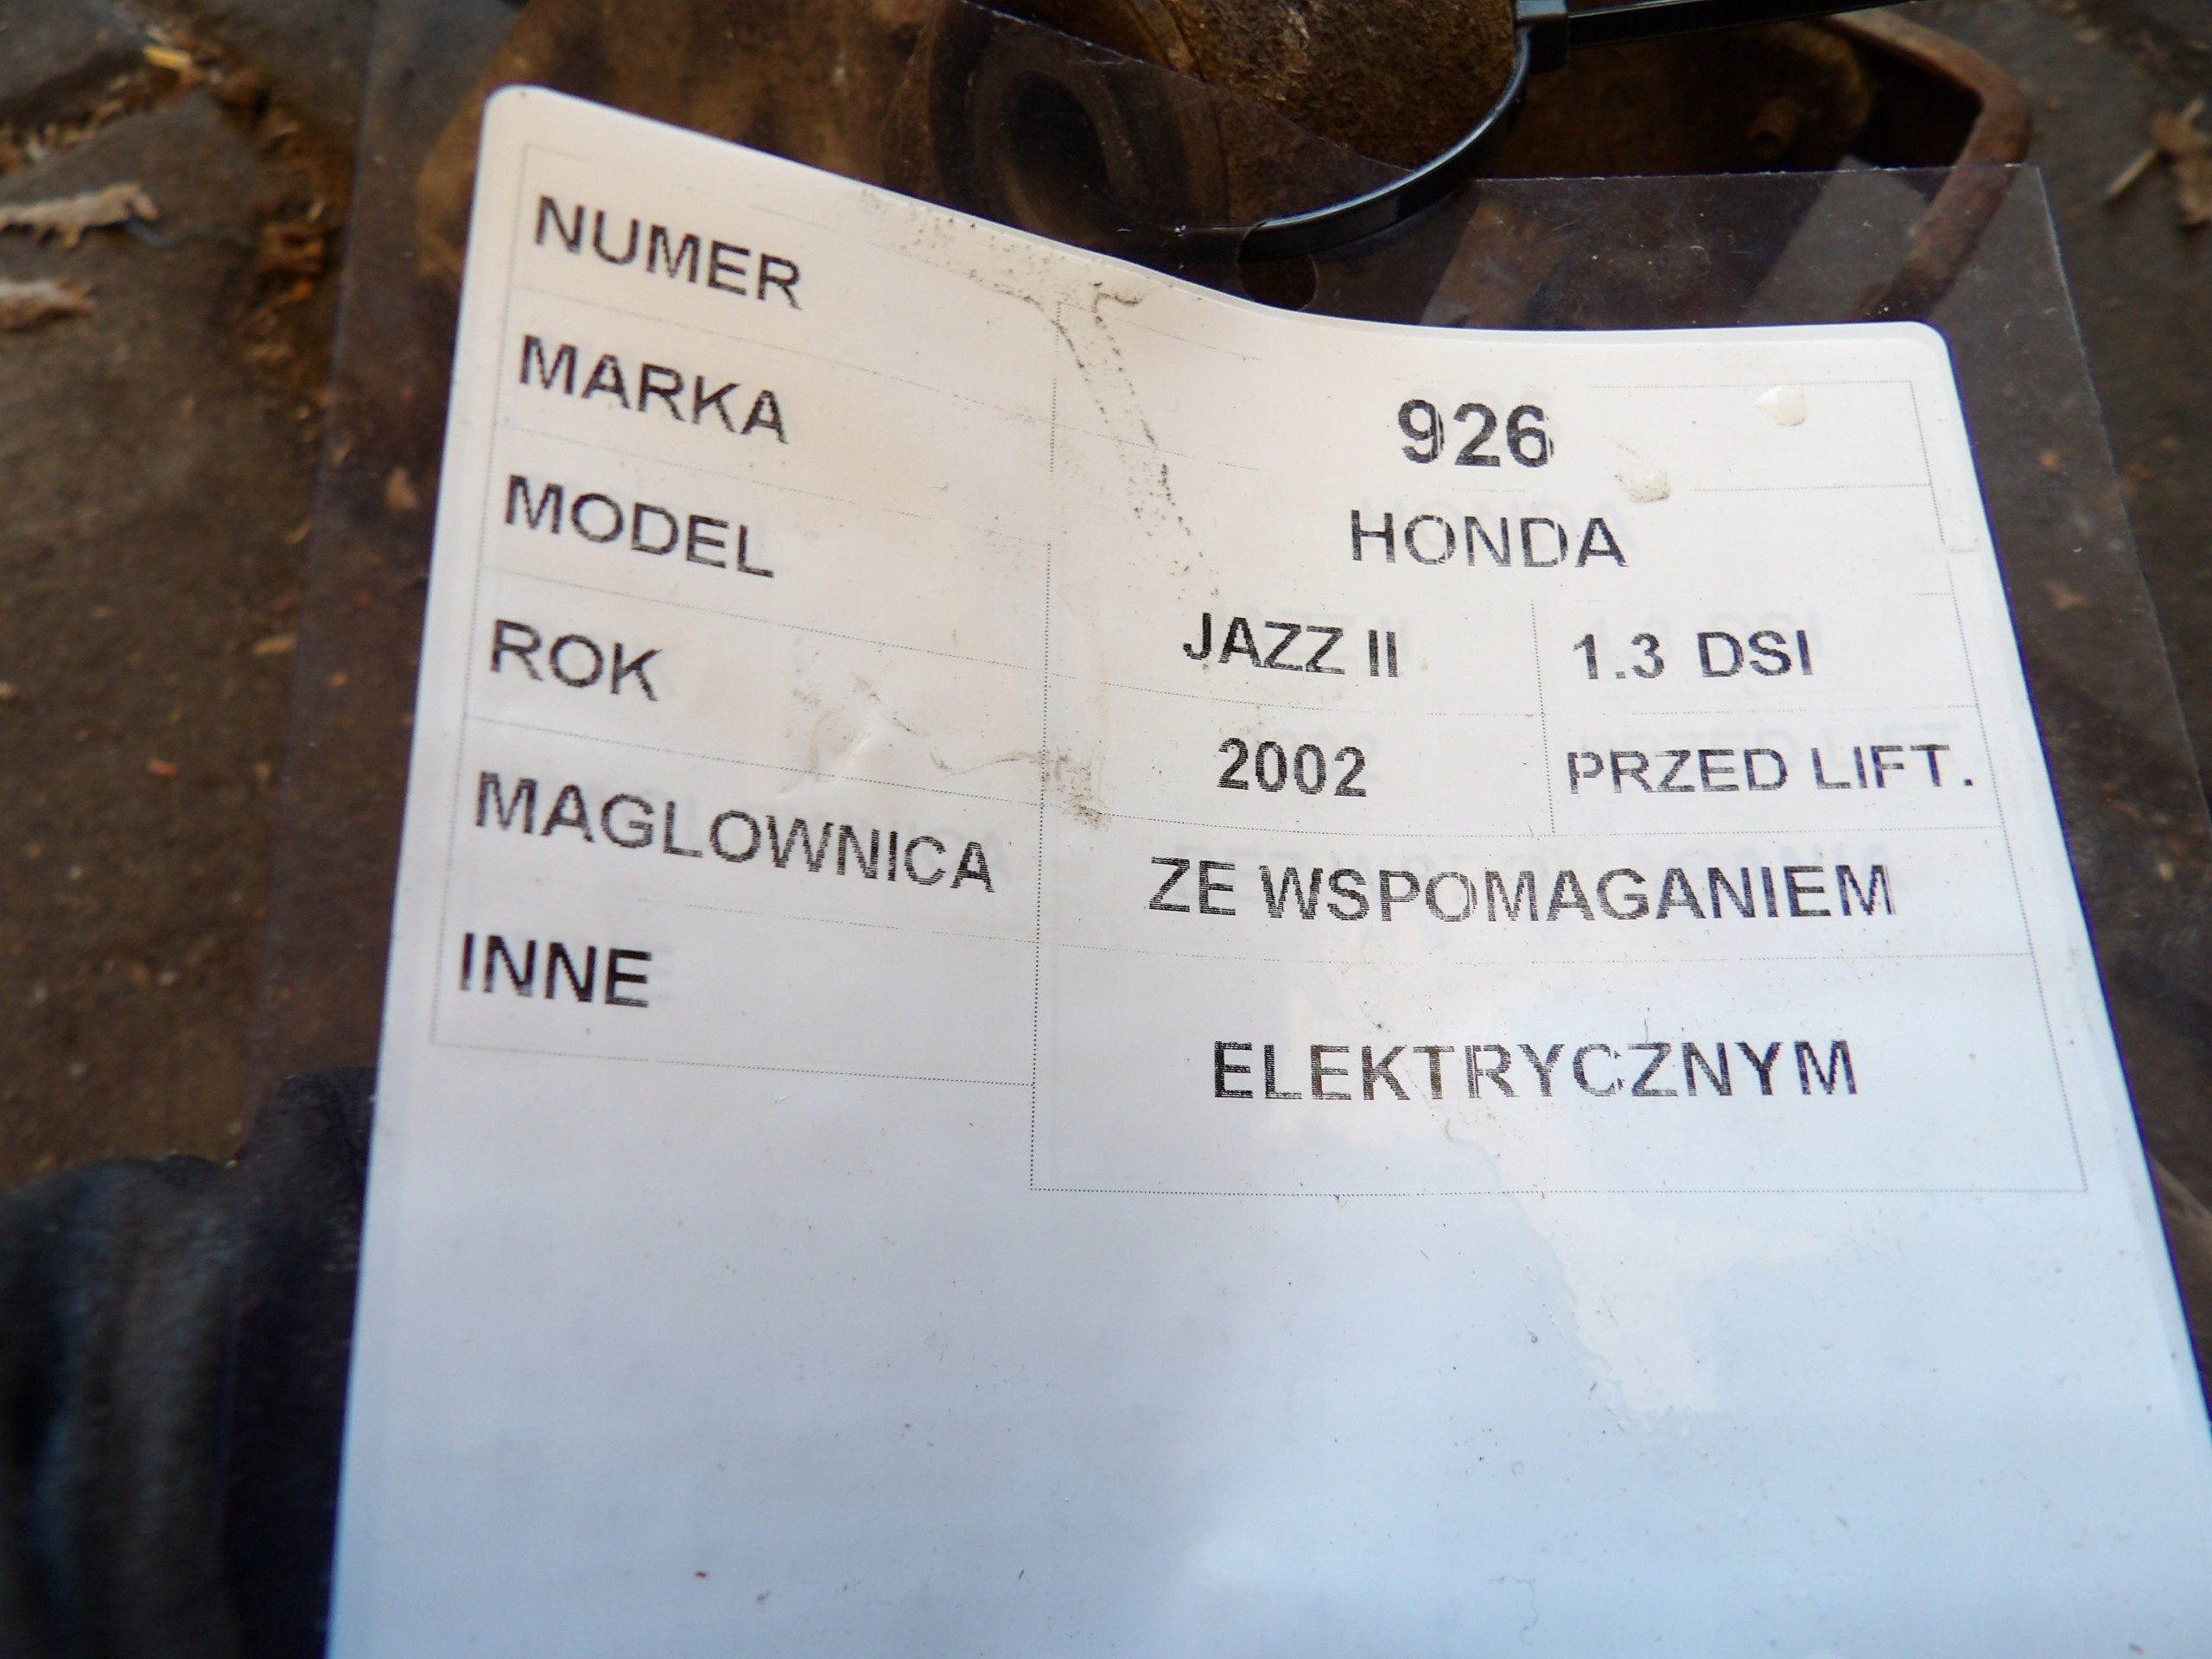 NUMER 926
MARKA HONDA
MODEL JAZZ II 1.3 DSI
ROK 2002 PRZED LIFT.
MAGLOWNICA ZE WSPOMAGANIEM
INNE ELEKTRYCZNYM